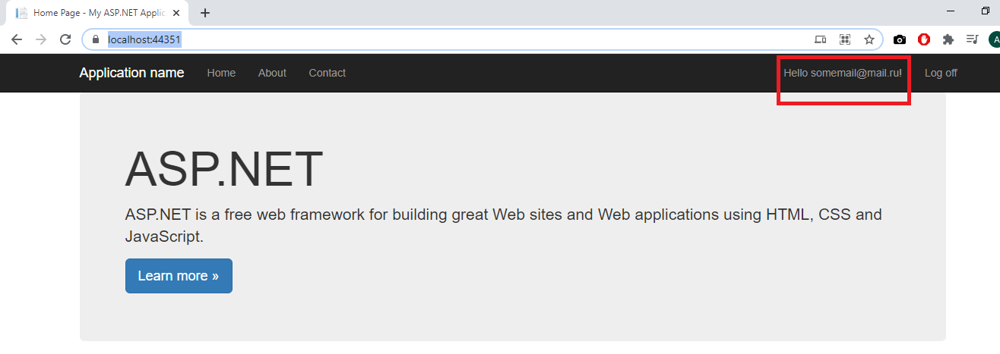 Home Page - My ASP.NET Applic
localhost:44351
A
Application name Home About Contact Hello somemail@mail.ru! Log off
ASP.NET
ASP.NET is a free web framework for building great Web sites and Web applications using HTML, CSS and
JavaScript.
Learn more »